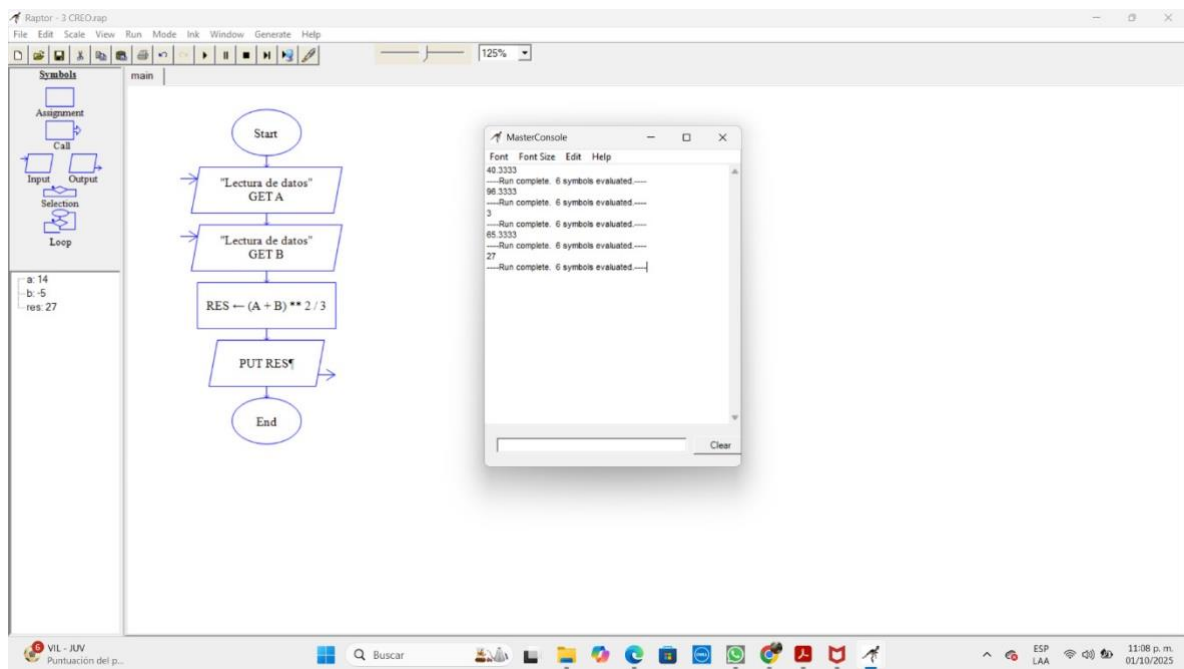 Raptor - 3 CREO.rap
File Edit Scale View Run Mode Ink Window Generate Help
125%
Symbols
main
Assignment
Call
Input Output
Selection
Loop
a: 14
b: -5
res: 27
Start
"Lectura de datos"
GET A
"Lectura de datos"
GET B
RES ← (A + B) ** 2 / 3
PUT RES¶
End
MasterConsole
Font Font Size Edit Help
40.3333
----Run complete. 6 symbols evaluated.----
96.3333
----Run complete. 6 symbols evaluated.----
3
----Run complete. 6 symbols evaluated.----
65.3333
----Run complete. 6 symbols evaluated.----
27
----Run complete. 6 symbols evaluated.----
Clear
6
VIL - JUV
Puntuación del p...
Buscar
ESP
LAA
11:08 p. m.
01/10/2025